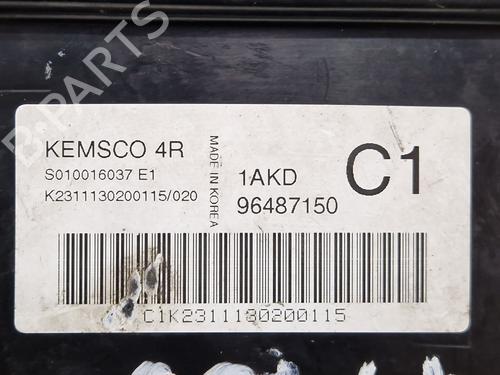 B-PARTS
KEMSCO 4R
S010016037 E1
K2311130200115/020
MADE IN KOREA
1AKD
96487150
C1
C1K2311130200115